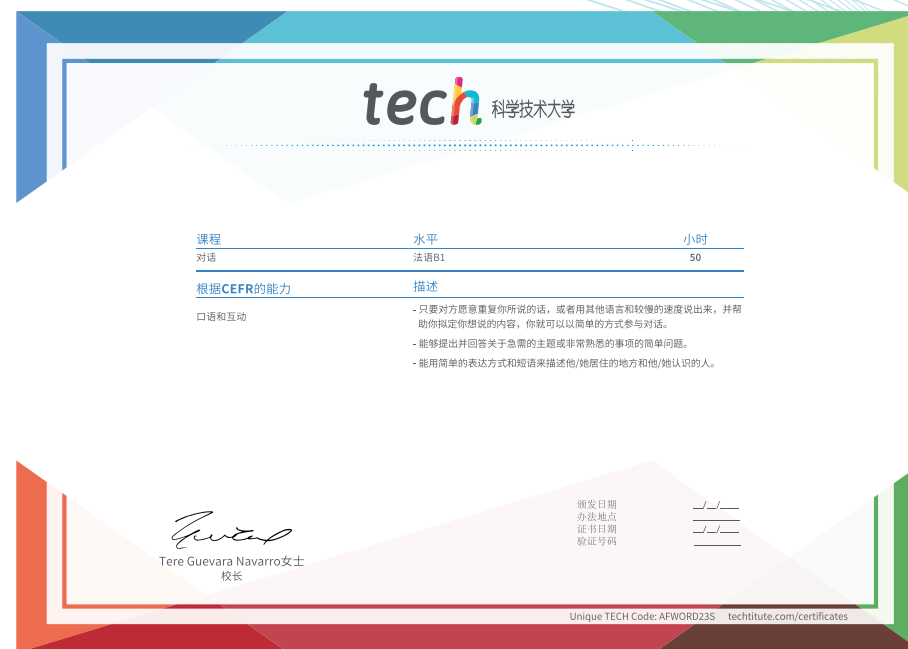 tech 科学技术大学
课程 水平 小时
对话 法语B1 50
根据CEFR的能力 描述
口语和互动
- 只要对方愿意重复你所说的话，或者用其他语言和较慢的速度说出来，并帮
助你拟定你想说的内容，你就可以以简单的方式参与对话。
- 能够提出并回答关于急需的主题或非常熟悉的事项的简单问题。
- 能用简单的表达方式和短语来描述他/她居住的地方和他/她认识的人。
颁发日期 __/__/____
办法地点 ________
证书日期 __/__/____
验证号码 ________
Tere Guevara Navarro女士
校长
Unique TECH Code: AFWORD23S techtitute.com/certificates